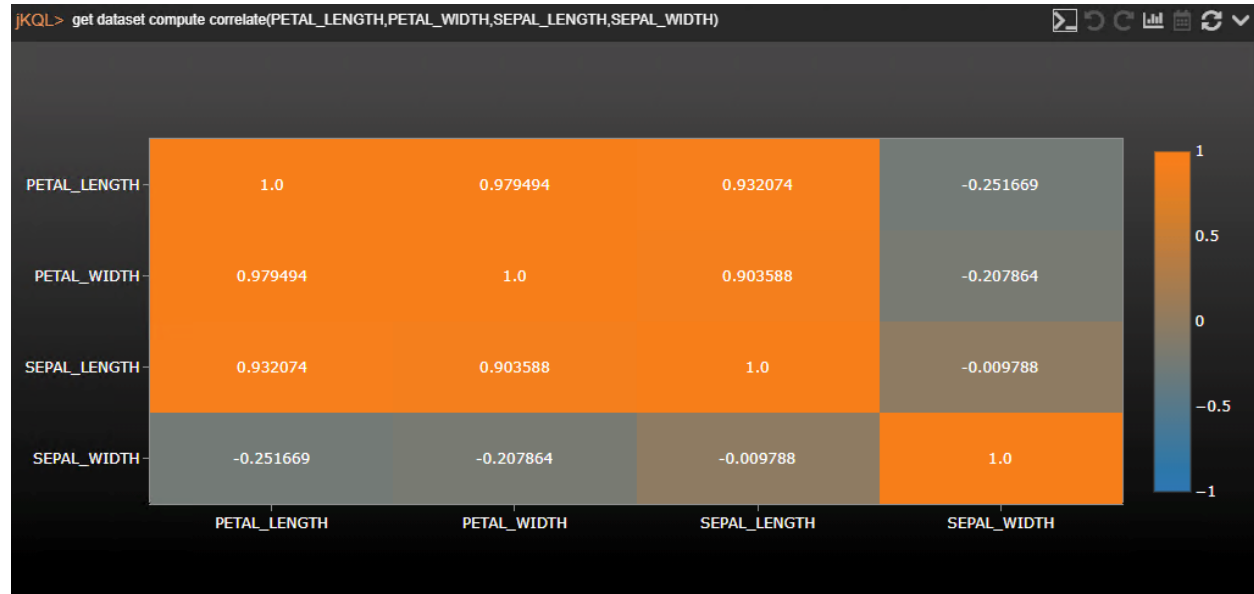 jKQL> get dataset compute correlate(PETAL_LENGTH,PETAL_WIDTH,SEPAL_LENGTH,SEPAL_WIDTH)
PETAL_LENGTH 1.0 0.979494 0.932074 -0.251669
PETAL_WIDTH 0.979494 1.0 0.903588 -0.207864
SEPAL_LENGTH 0.932074 0.903588 1.0 -0.009788
SEPAL_WIDTH -0.251669 -0.207864 -0.009788 1.0
PETAL_LENGTH PETAL_WIDTH SEPAL_LENGTH SEPAL_WIDTH
1
0.5
0
−0.5
−1